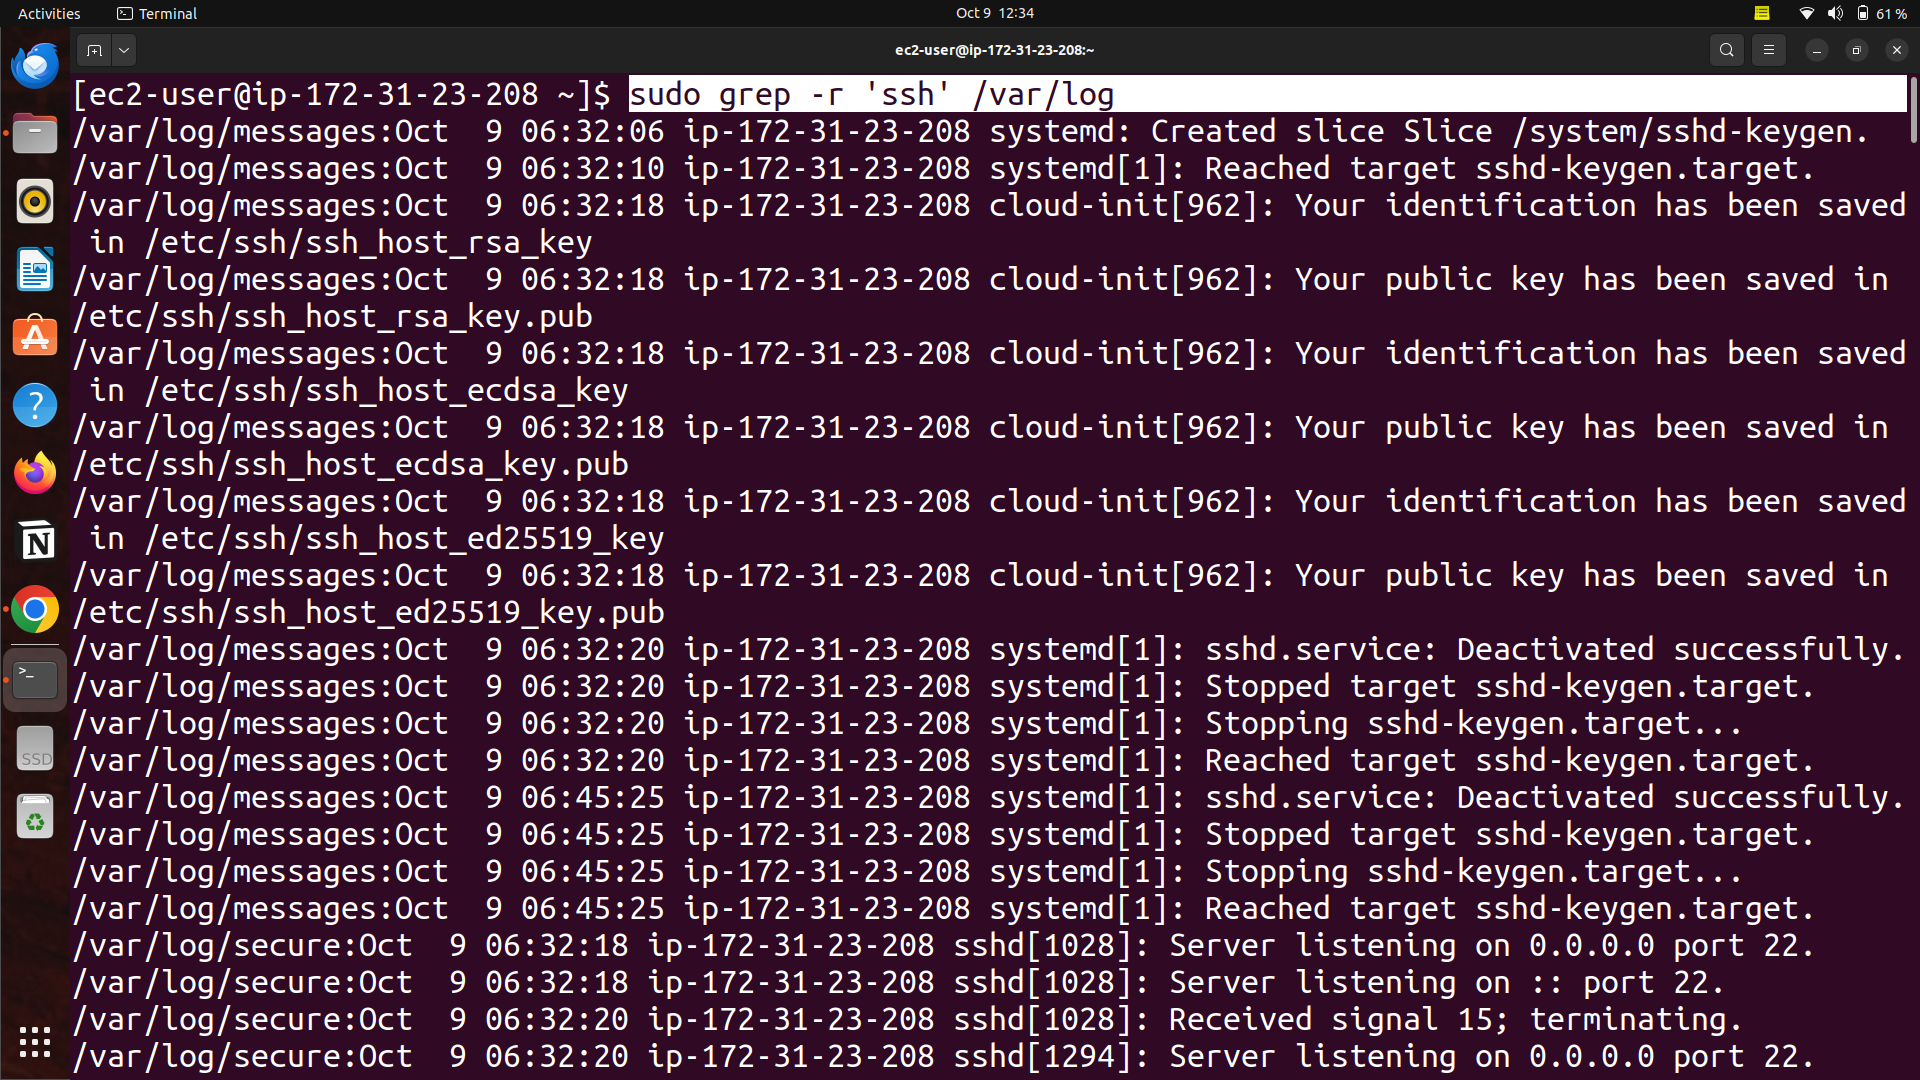 Activities Terminal Oct 9 12:34 61 %
ec2-user@ip-172-31-23-208:~
[ec2-user@ip-172-31-23-208 ~]$ sudo grep -r 'ssh' /var/log
/var/log/messages:Oct  9 06:32:06 ip-172-31-23-208 systemd: Created slice Slice /system/sshd-keygen.
/var/log/messages:Oct  9 06:32:10 ip-172-31-23-208 systemd[1]: Reached target sshd-keygen.target.
/var/log/messages:Oct  9 06:32:18 ip-172-31-23-208 cloud-init[962]: Your identification has been saved
 in /etc/ssh/ssh_host_rsa_key
/var/log/messages:Oct  9 06:32:18 ip-172-31-23-208 cloud-init[962]: Your public key has been saved in
/etc/ssh/ssh_host_rsa_key.pub
/var/log/messages:Oct  9 06:32:18 ip-172-31-23-208 cloud-init[962]: Your identification has been saved
 in /etc/ssh/ssh_host_ecdsa_key
/var/log/messages:Oct  9 06:32:18 ip-172-31-23-208 cloud-init[962]: Your public key has been saved in
/etc/ssh/ssh_host_ecdsa_key.pub
/var/log/messages:Oct  9 06:32:18 ip-172-31-23-208 cloud-init[962]: Your identification has been saved
 in /etc/ssh/ssh_host_ed25519_key
/var/log/messages:Oct  9 06:32:18 ip-172-31-23-208 cloud-init[962]: Your public key has been saved in
/etc/ssh/ssh_host_ed25519_key.pub
/var/log/messages:Oct  9 06:32:20 ip-172-31-23-208 systemd[1]: sshd.service: Deactivated successfully.
/var/log/messages:Oct  9 06:32:20 ip-172-31-23-208 systemd[1]: Stopped target sshd-keygen.target.
/var/log/messages:Oct  9 06:32:20 ip-172-31-23-208 systemd[1]: Stopping sshd-keygen.target...
/var/log/messages:Oct  9 06:32:20 ip-172-31-23-208 systemd[1]: Reached target sshd-keygen.target.
/var/log/messages:Oct  9 06:45:25 ip-172-31-23-208 systemd[1]: sshd.service: Deactivated successfully.
/var/log/messages:Oct  9 06:45:25 ip-172-31-23-208 systemd[1]: Stopped target sshd-keygen.target.
/var/log/messages:Oct  9 06:45:25 ip-172-31-23-208 systemd[1]: Stopping sshd-keygen.target...
/var/log/messages:Oct  9 06:45:25 ip-172-31-23-208 systemd[1]: Reached target sshd-keygen.target.
/var/log/secure:Oct  9 06:32:18 ip-172-31-23-208 sshd[1028]: Server listening on 0.0.0.0 port 22.
/var/log/secure:Oct  9 06:32:18 ip-172-31-23-208 sshd[1028]: Server listening on :: port 22.
/var/log/secure:Oct  9 06:32:20 ip-172-31-23-208 sshd[1028]: Received signal 15; terminating.
/var/log/secure:Oct  9 06:32:20 ip-172-31-23-208 sshd[1294]: Server listening on 0.0.0.0 port 22.
SSD